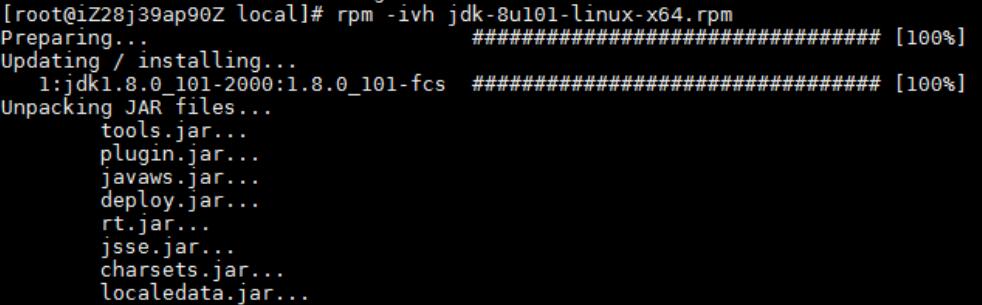 [root@iZ28j39ap90Z local]# rpm -ivh jdk-8u101-linux-x64.rpm
Preparing... ################################# [100%]
Updating / installing...
1:jdk1.8.0_101-2000:1.8.0_101-fcs ################################# [100%]
Unpacking JAR files...
tools.jar...
plugin.jar...
javaws.jar...
deploy.jar...
rt.jar...
jsse.jar...
charsets.jar...
localedata.jar...